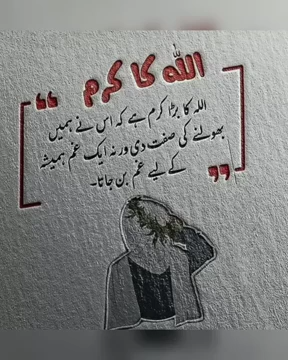 اللہ کا کرم
اللہ کا بڑا کرم ہے کہ اس نے ہمیں
بھولنے کی صفت دی ورنہ ایک غم ہمیشہ
کے لیے غم بن جاتا۔